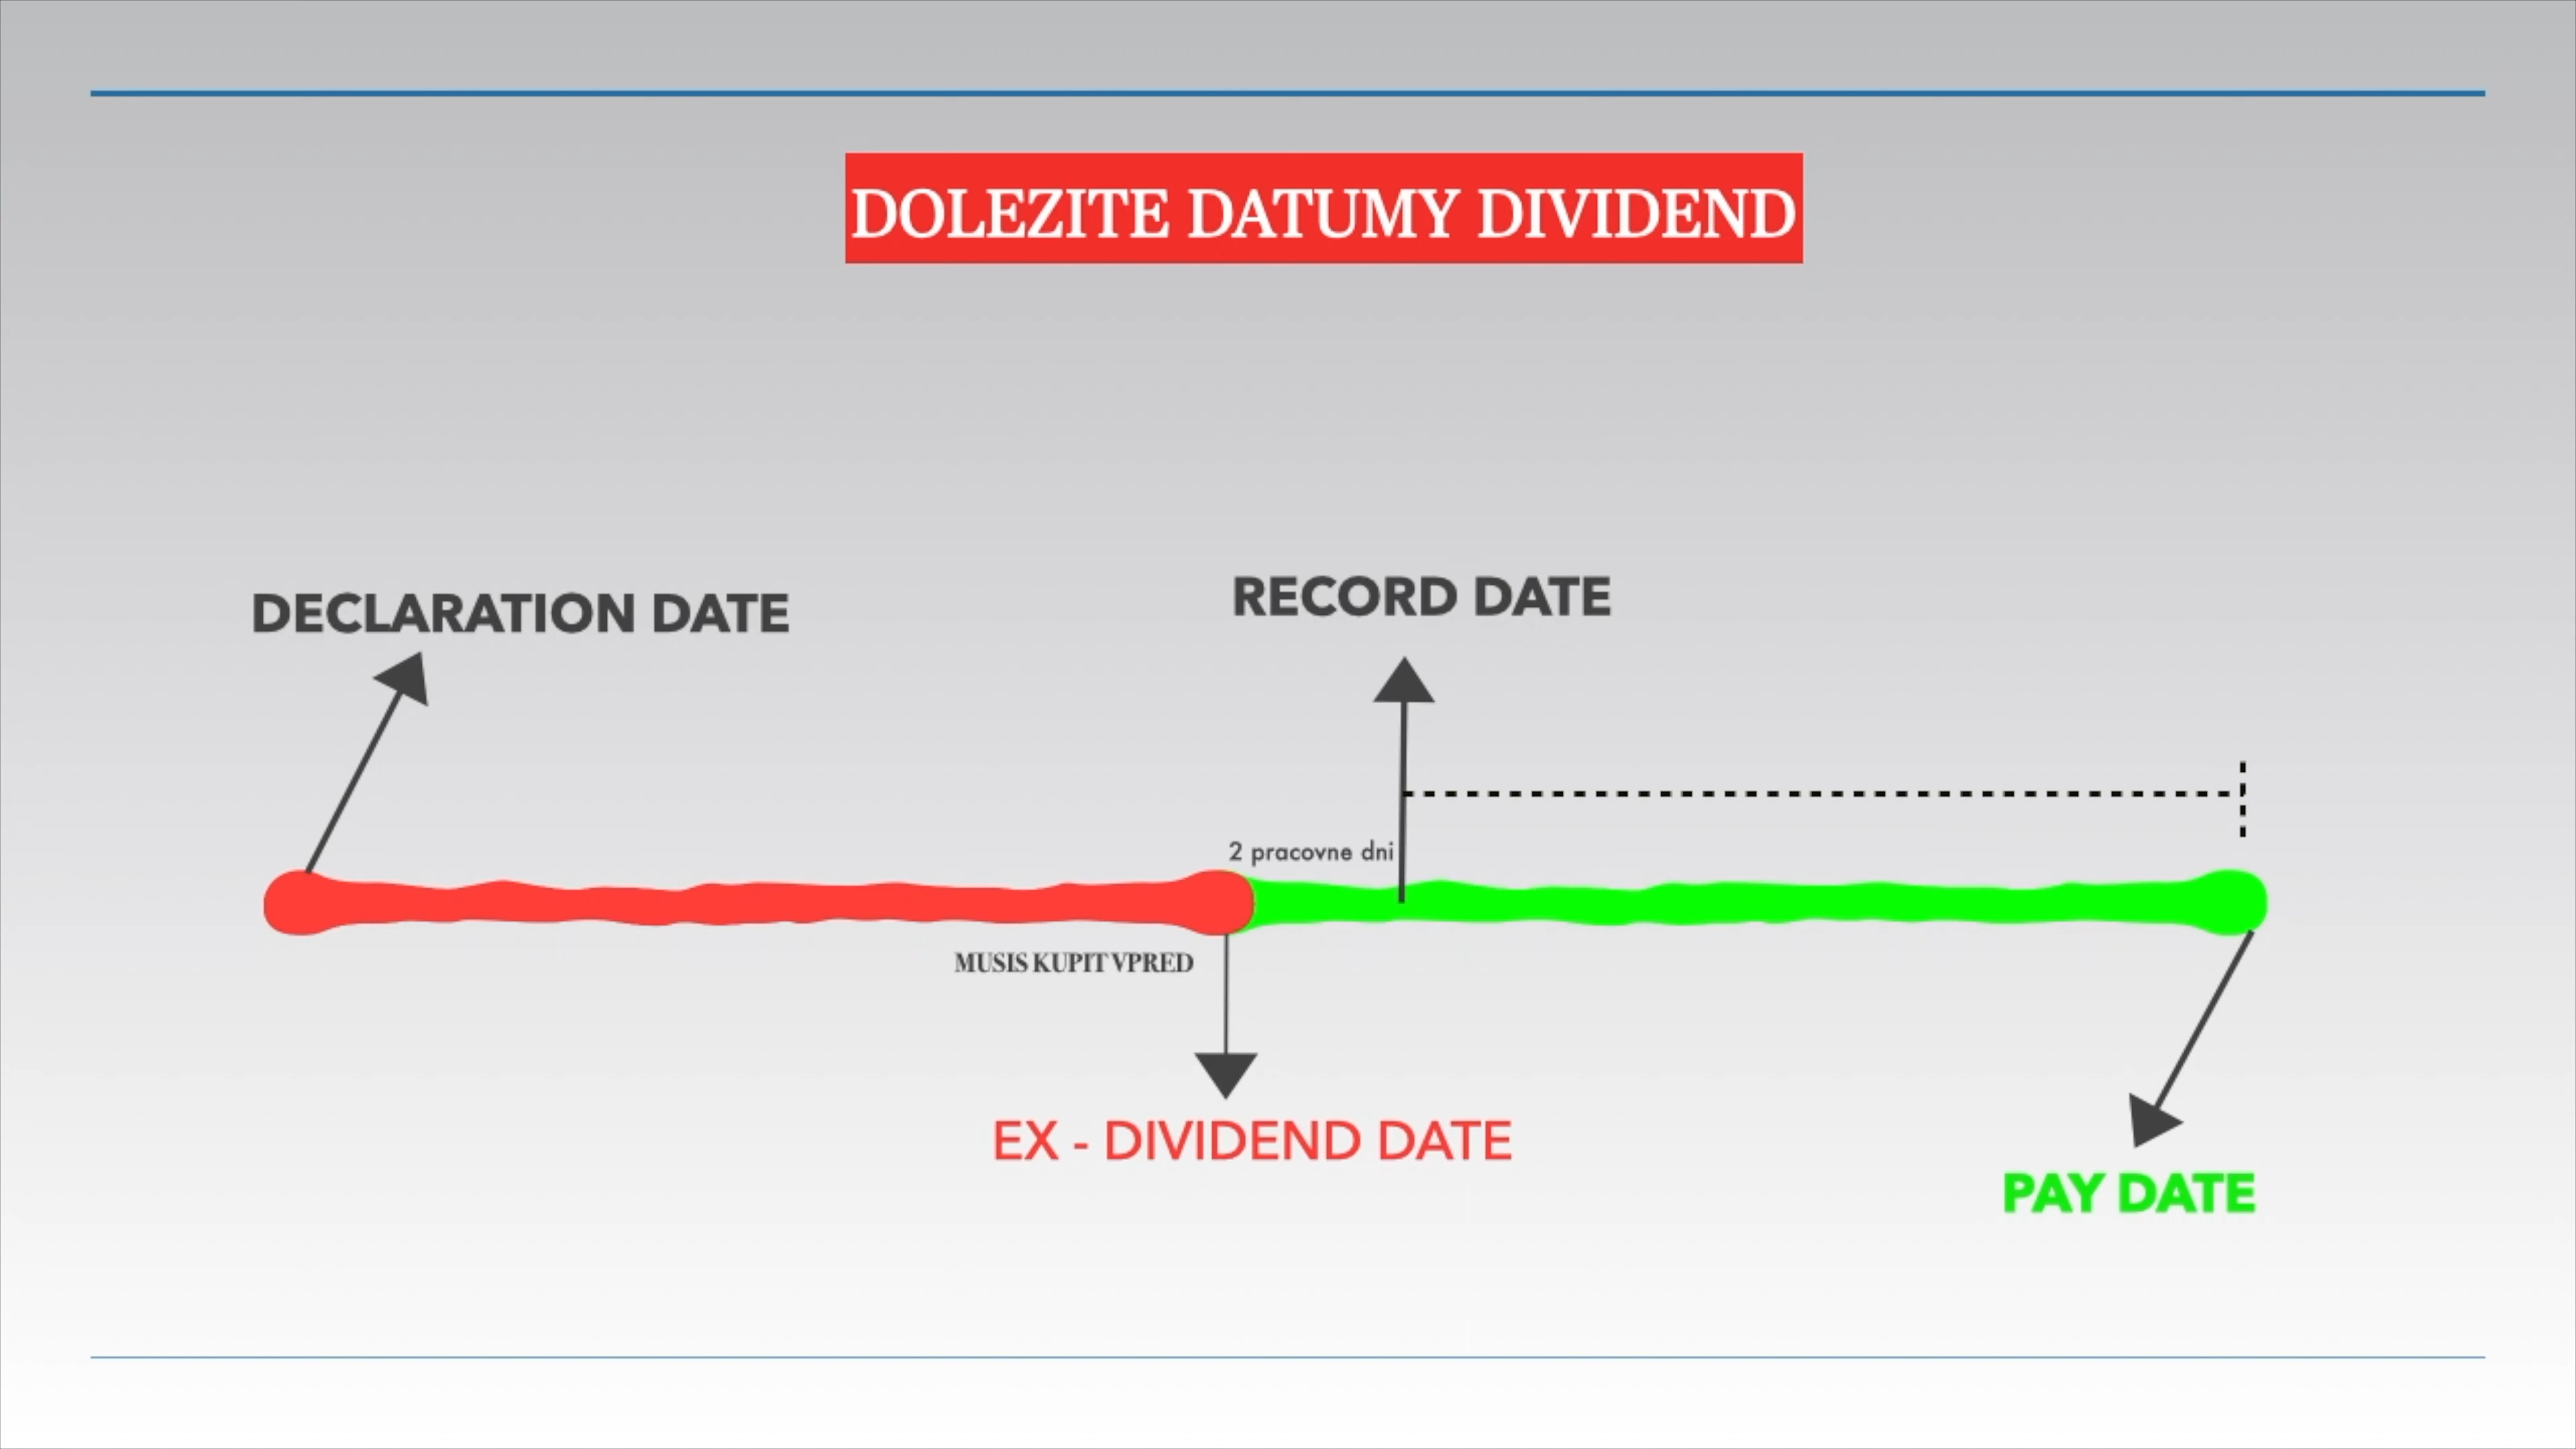 DOLEZITE DATUMY DIVIDEND
DECLARATION DATE
RECORD DATE
2 pracovne dni
MUSIS KUPIT VPRED
EX - DIVIDEND DATE
PAY DATE